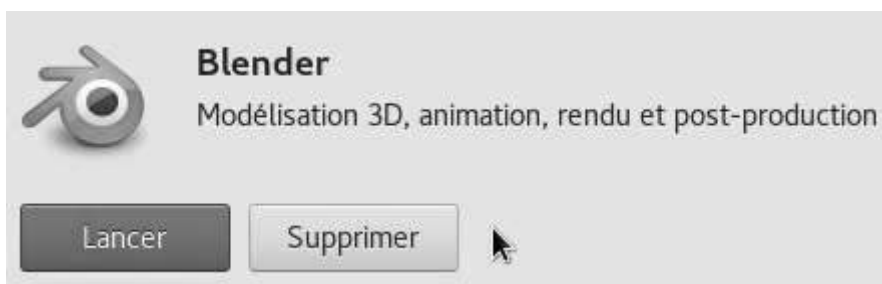 Blender
Modélisation 3D, animation, rendu et post-production
Lancer
Supprimer